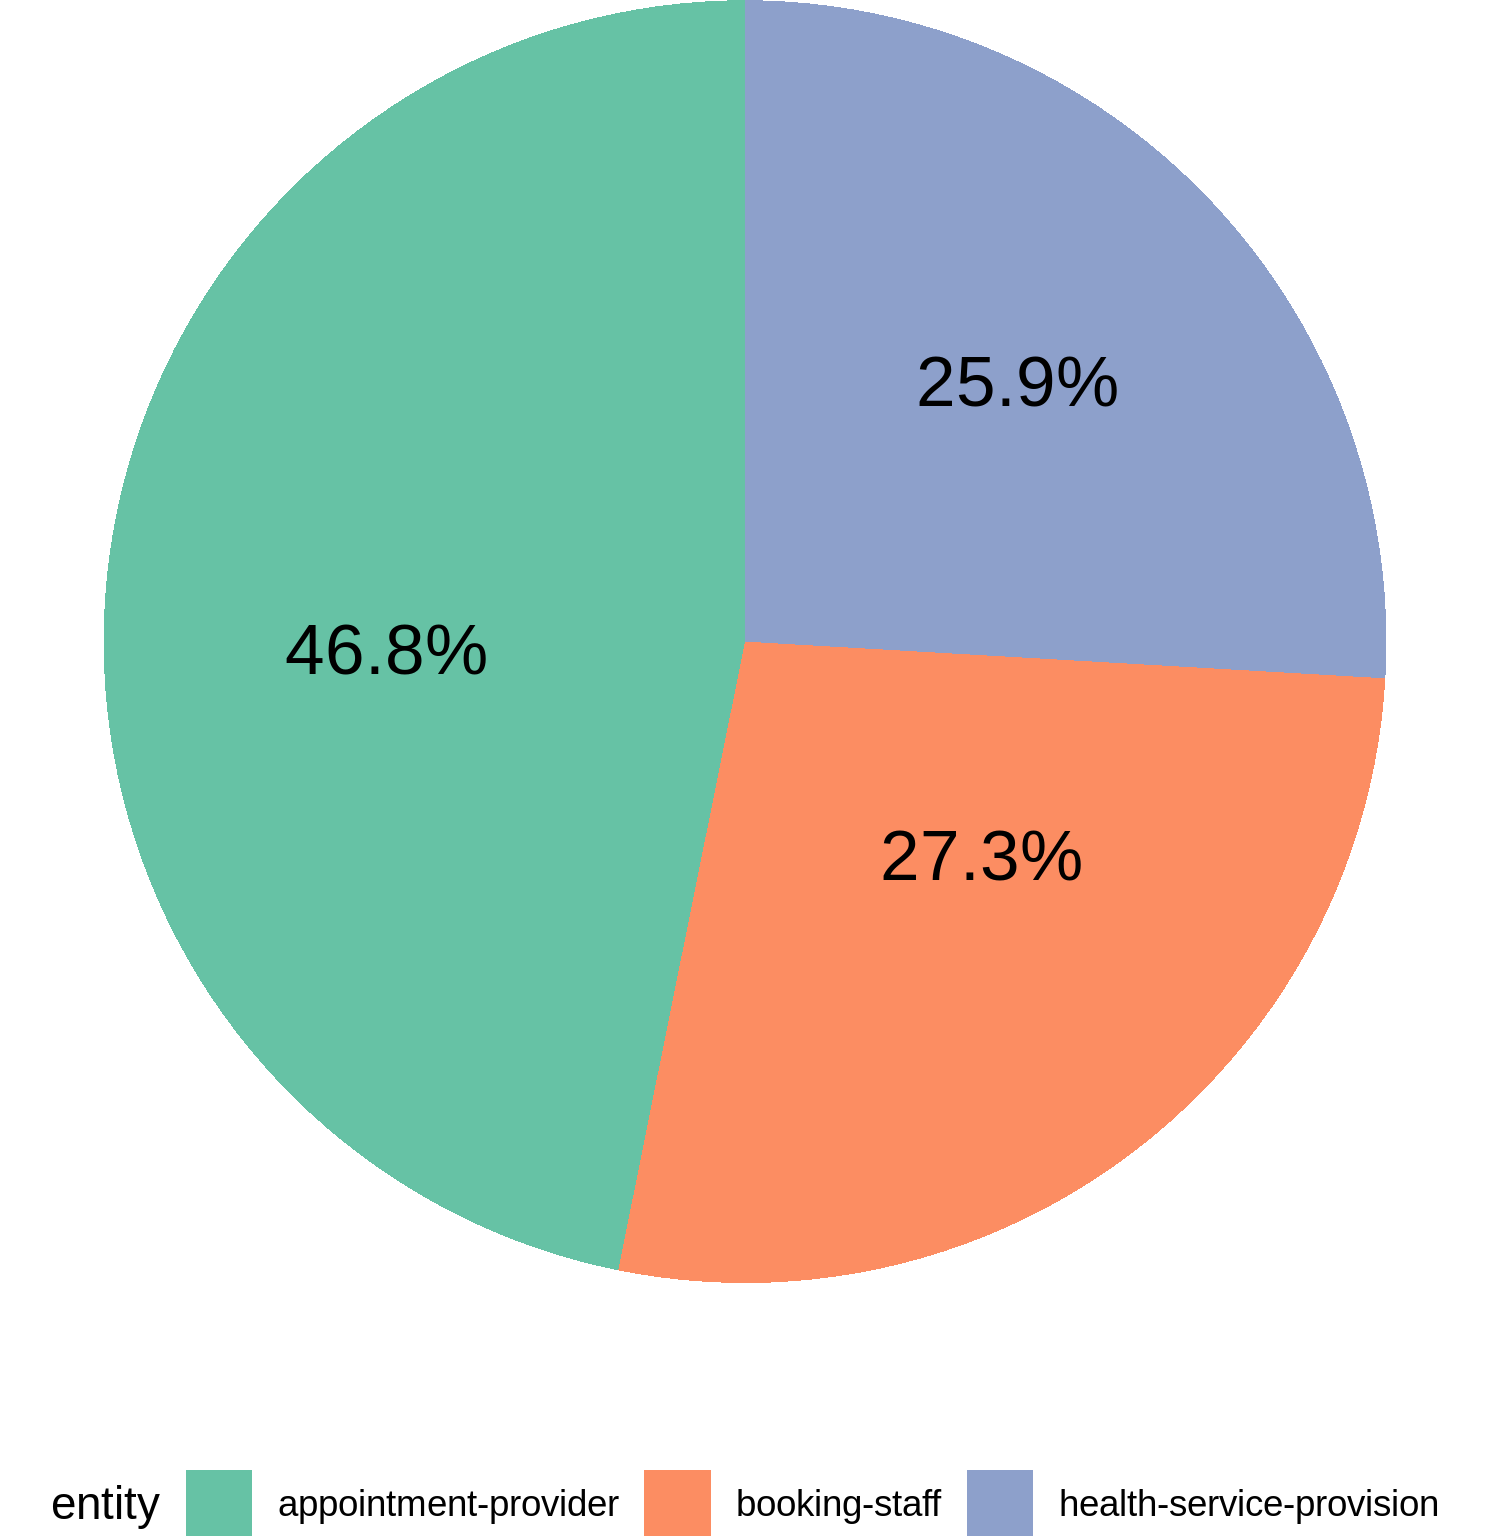 25.9%
46.8%
27.3%
entity appointment-provider booking-staff health-service-provision